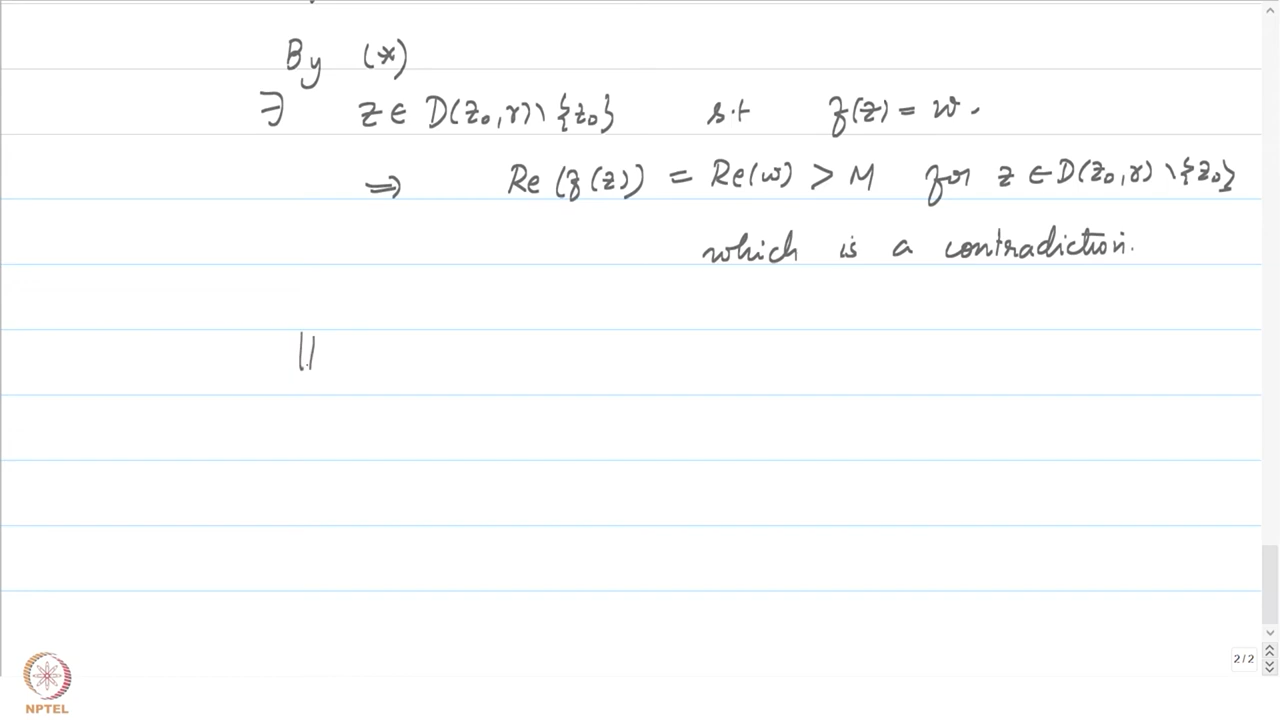 By (*)
∃ z ∈ D(z₀, r) \ {z₀} s.t f(z) = w.
⇒ Re(f(z)) = Re(w) > M for z ∈ D(z₀, r) \ {z₀}
which is a contradiction.
2/2
NPTEL